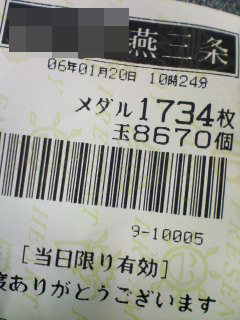 燕三条
06年01月20日 10時24分
メダル1734枚
玉8670個
9-10005
[当日限り有効]
度ありがとうございます